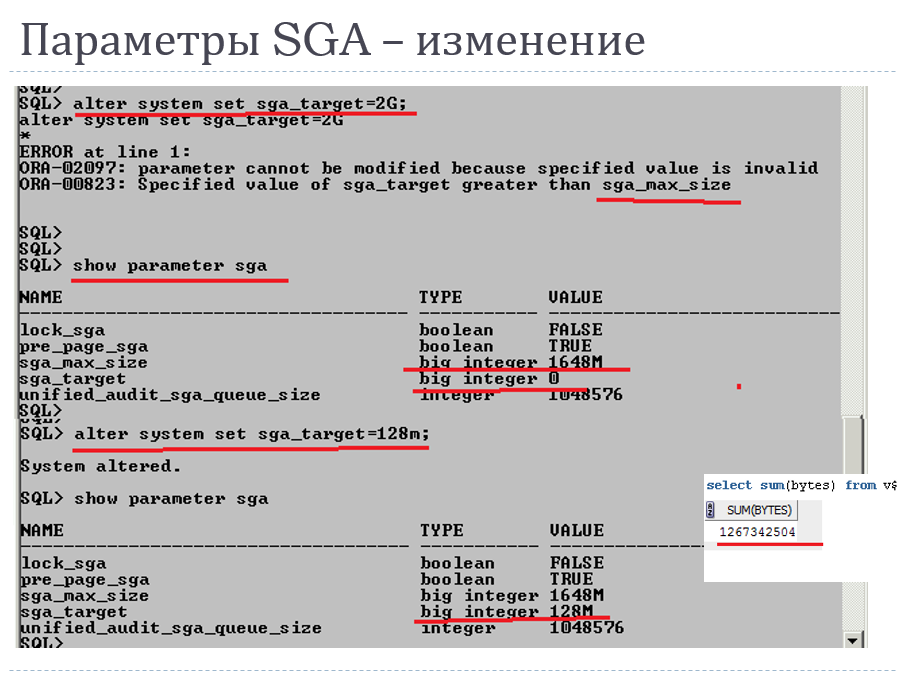 Параметры SGA – изменение
SQL>
SQL> alter system set sga_target=2G;
alter system set sga_target=2G
*
ERROR at line 1:
ORA-02097: parameter cannot be modified because specified value is invalid
ORA-00823: Specified value of sga_target greater than sga_max_size
SQL>
SQL>
SQL> show parameter sga
NAME TYPE VALUE
------------------------------------ ----------- ------------------------------
lock_sga boolean FALSE
pre_page_sga boolean TRUE
sga_max_size big integer 1648M
sga_target big integer 0
unified_audit_sga_queue_size integer 1048576
SQL>
SQL>
SQL> alter system set sga_target=128m;
System altered.
SQL> show parameter sga
NAME TYPE VALUE
------------------------------------ ----------- ---------------
lock_sga boolean FALSE
pre_page_sga boolean TRUE
sga_max_size big integer 1648M
sga_target big integer 128M
unified_audit_sga_queue_size integer 1048576
SQL>
select sum(bytes) from v$
SUM(BYTES)
1267342504